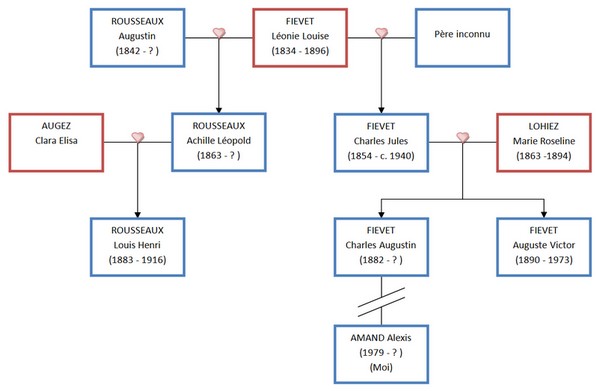 ROUSSEAUX
Augustin
(1842 - ? )
FIEVET
Léonie Louise
(1834 - 1896)
Père inconnu
AUGEZ
Clara Elisa
ROUSSEAUX
Achille Léopold
(1863 - ? )
FIEVET
Charles Jules
(1854 - c. 1940)
LOHIEZ
Marie Roseline
(1863 -1894)
ROUSSEAUX
Louis Henri
(1883 - 1916)
FIEVET
Charles Augustin
(1882 - ? )
FIEVET
Auguste Victor
(1890 - 1973)
AMAND Alexis
(1979 - ? )
(Moi)